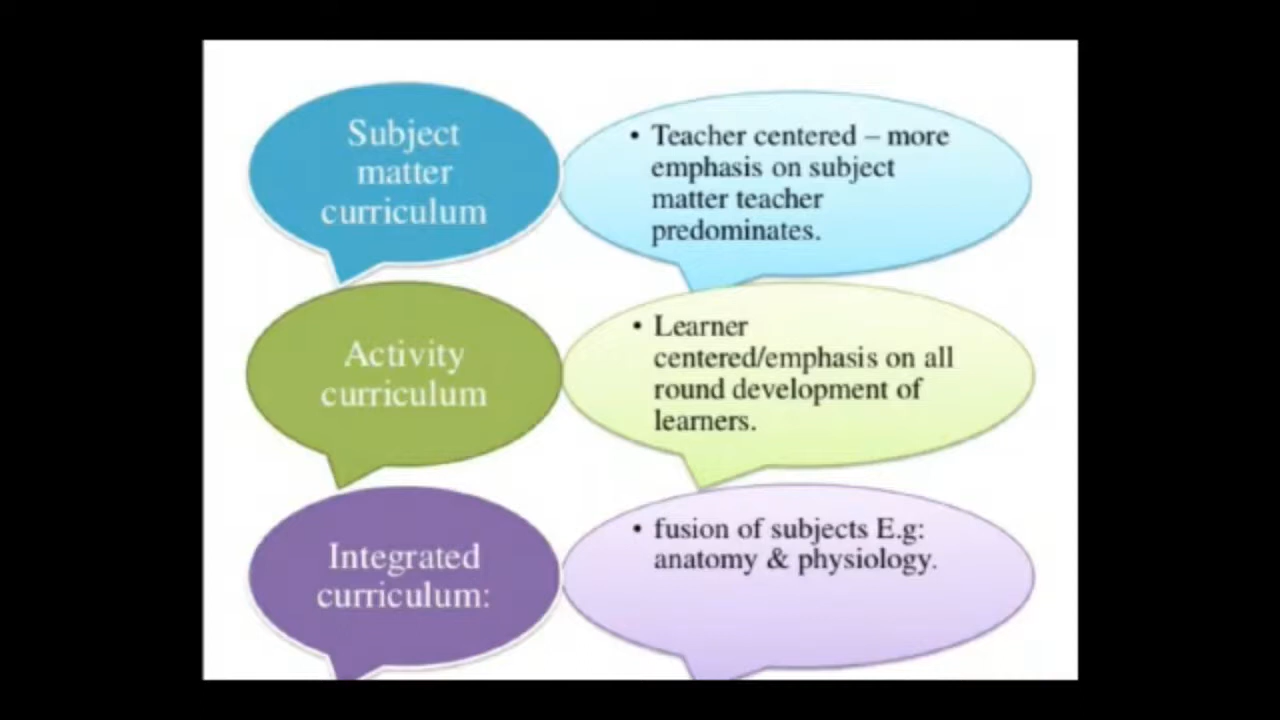 Subject
matter
curriculum
• Teacher centered – more
emphasis on subject
matter teacher
predominates.
Activity
curriculum
• Learner
centered/emphasis on all
round development of
learners.
Integrated
curriculum:
• fusion of subjects E.g:
anatomy & physiology.